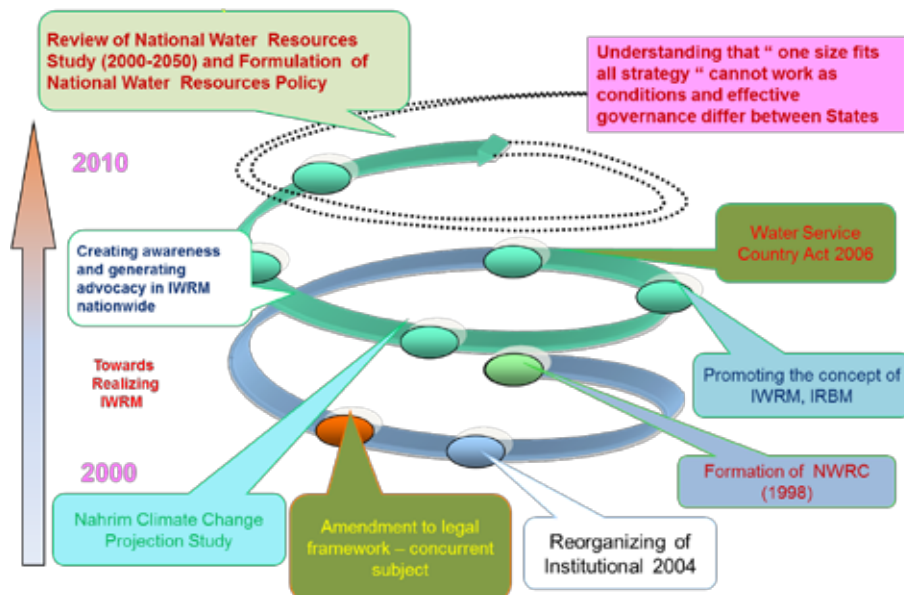 Review of National Water Resources
Study (2000-2050) and Formulation of
National Water Resources Policy
Understanding that “ one size fits
all strategy “ cannot work as
conditions and effective
governance differ between States
2010
Water Service
Country Act 2006
Creating awareness
and generating
advocacy in IWRM
nationwide
Towards
Realizing
IWRM
Promoting the concept of
IWRM, IRBM
2000
Formation of NWRC
(1998)
Nahrim Climate Change
Projection Study
Amendment to legal
framework – concurrent
subject
Reorganizing of
Institutional 2004